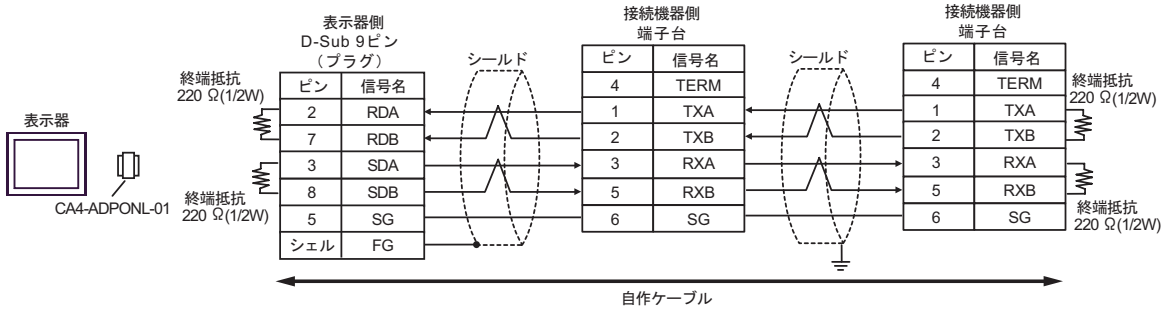 表示器
CA4-ADPONL-01
終端抵抗
220 Ω(1/2W)
終端抵抗
220 Ω(1/2W)
表示器側
D-Sub 9ピン
（プラグ）
ピン 信号名
2 RDA
7 RDB
3 SDA
8 SDB
5 SG
シェル FG
シールド
接続機器側
端子台
ピン 信号名
4 TERM
1 TXA
2 TXB
3 RXA
5 RXB
6 SG
シールド
接続機器側
端子台
ピン 信号名
4 TERM
1 TXA
2 TXB
3 RXA
5 RXB
6 SG
終端抵抗
220 Ω(1/2W)
終端抵抗
220 Ω(1/2W)
自作ケーブル